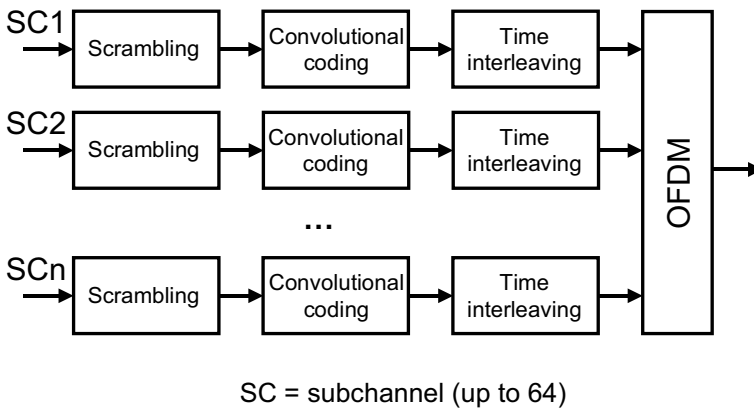 SC1
Scrambling
Convolutional
coding
Time
interleaving
SC2
Scrambling
Convolutional
coding
Time
interleaving
...
SCn
Scrambling
Convolutional
coding
Time
interleaving
OFDM
SC = subchannel (up to 64)